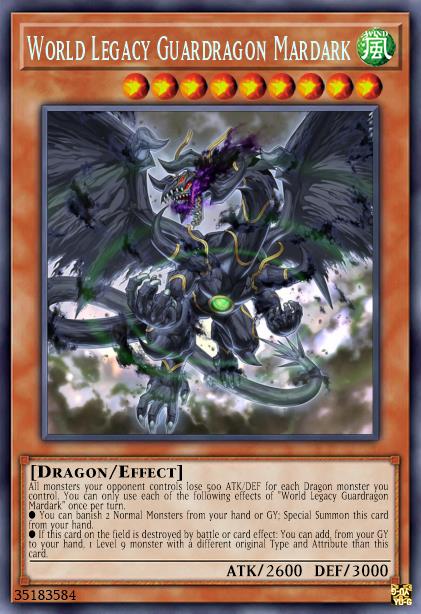 WORLD LEGACY GUARDRAGON MARDARK
WIND
風
[DRAGON/EFFECT]
All monsters your opponent controls lose 500 ATK/DEF for each Dragon monster you
control. You can only use each of the following effects of "World Legacy Guardragon
Mardark" once per turn.
● You can banish 2 Normal Monsters from your hand or GY; Special Summon this card
from your hand.
● If this card on the field is destroyed by battle or card effect: You can add, from your GY
to your hand, 1 Level 9 monster with a different original Type and Attribute than this
card.
ATK/2600 DEF/3000
35183584